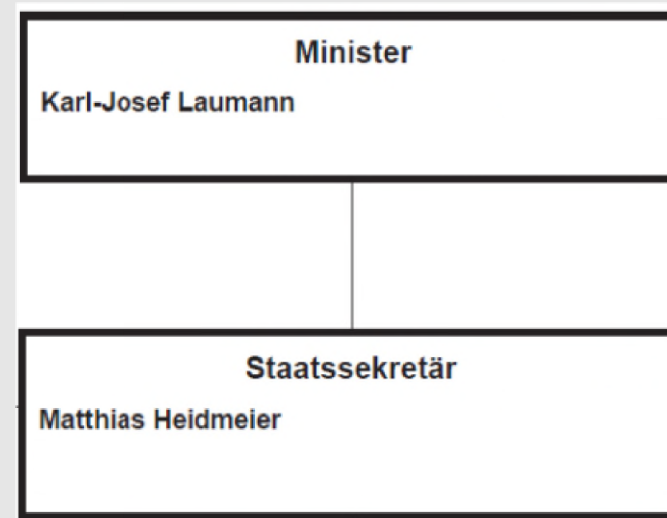 Minister
Karl-Josef Laumann
Staatssekretär
Matthias Heidmeier